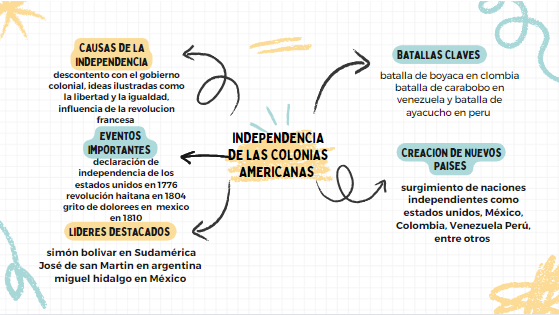 CAUSAS DE LA
INDEPENDENCIA
descontento con el gobierno
colonial, ideas ilustradas como
la libertad y la igualdad,
influencia de la revolucion
francesa
EVENTOS
IMPORTANTES
declaración de
independencia de los
estados unidos en 1776
revolución haitana en 1804
grito de dolorees en mexico
en 1810
LIDERES DESTACADOS
simón bolivar en Sudamérica
José de san Martin en argentina
miguel hidalgo en México
INDEPENDENCIA
DE LAS COLONIAS
AMERICANAS
BATALLAS CLAVES
batalla de boyaca en clombia
batalla de carabobo en
venezuela y batalla de
ayacucho en peru
CREACION DE NUEVOS
PAISES
surgimiento de naciones
independientes como
estados unidos, México,
Colombia, Venezuela Perú,
entre otros